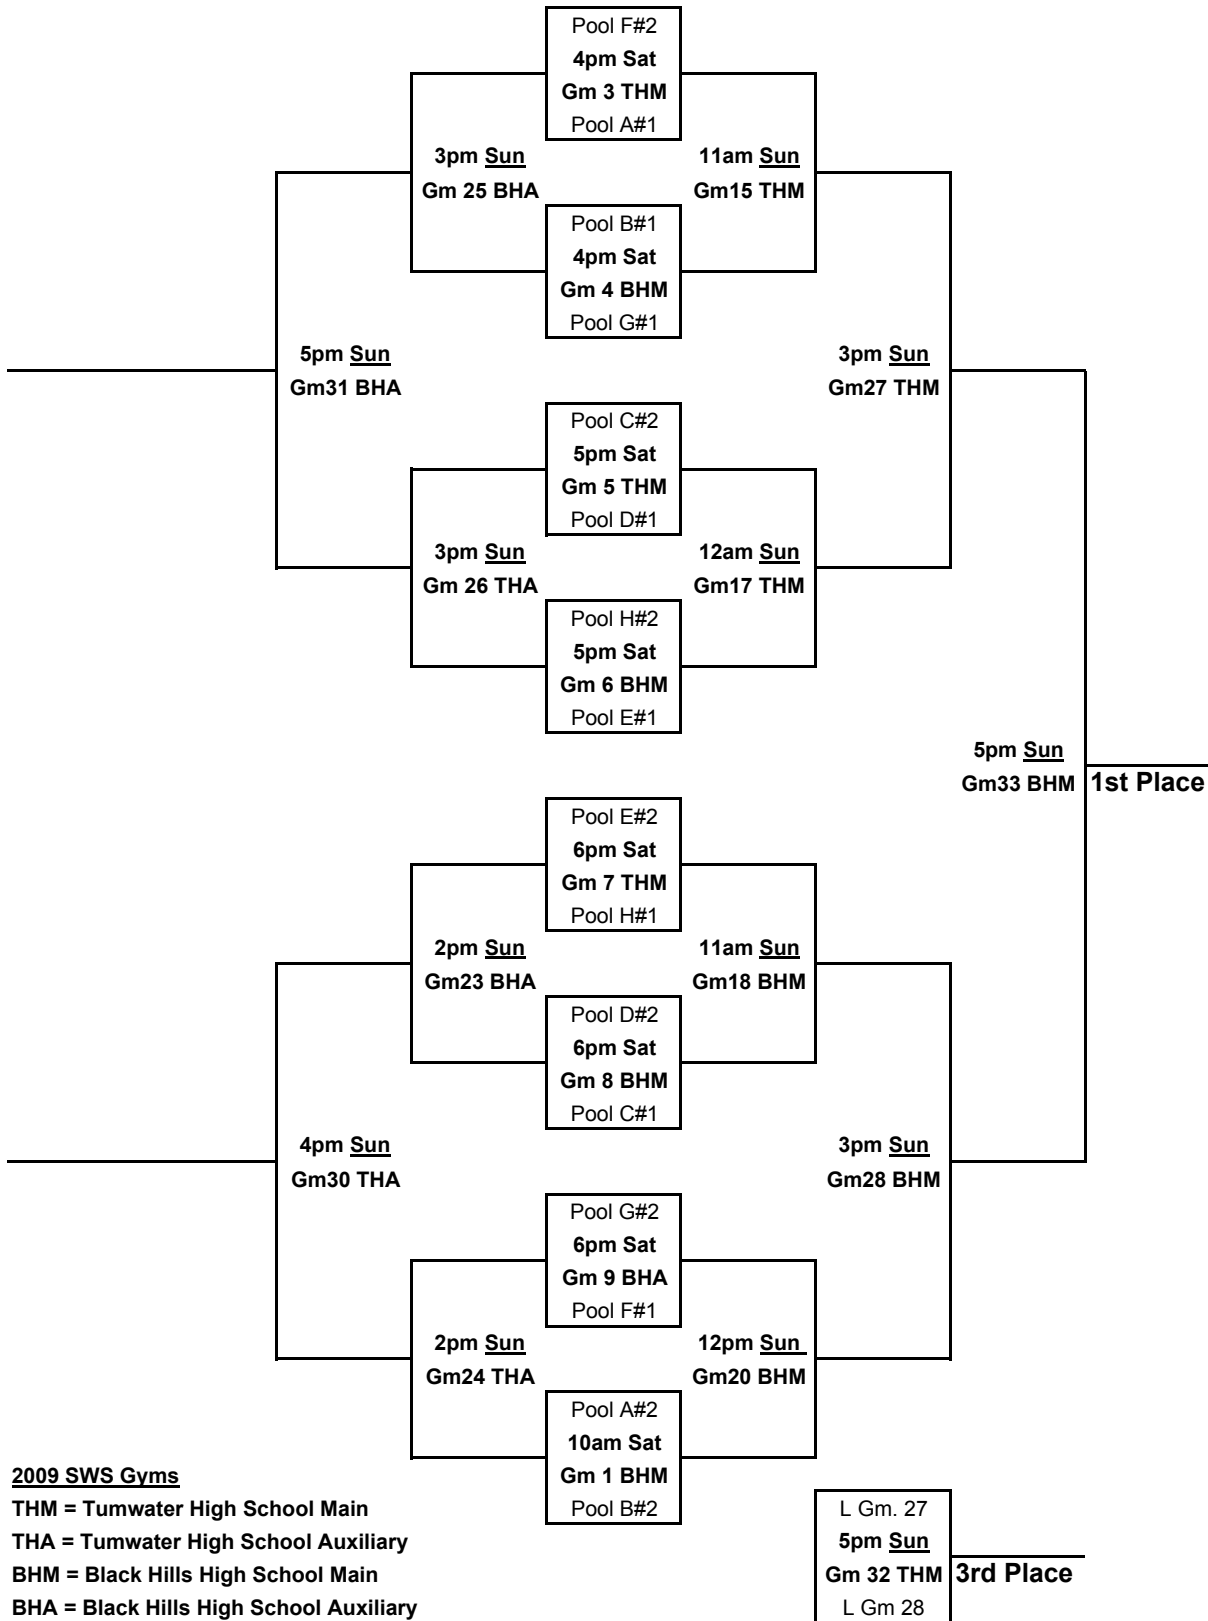 Pool F#2
4pm Sat
Gm 3 THM
Pool A#1
3pm Sun
Gm 25 BHA
11am Sun
Gm15 THM
Pool B#1
4pm Sat
Gm 4 BHM
Pool G#1
5pm Sun
Gm31 BHA
3pm Sun
Gm27 THM
Pool C#2
5pm Sat
Gm 5 THM
Pool D#1
3pm Sun
Gm 26 THA
12am Sun
Gm17 THM
Pool H#2
5pm Sat
Gm 6 BHM
Pool E#1
5pm Sun
Gm33 BHM
1st Place
Pool E#2
6pm Sat
Gm 7 THM
Pool H#1
2pm Sun
Gm23 BHA
11am Sun
Gm18 BHM
Pool D#2
6pm Sat
Gm 8 BHM
Pool C#1
4pm Sun
Gm30 THA
3pm Sun
Gm28 BHM
Pool G#2
6pm Sat
Gm 9 BHA
Pool F#1
2pm Sun
Gm24 THA
12pm Sun
Gm20 BHM
Pool A#2
10am Sat
Gm 1 BHM
Pool B#2
2009 SWS Gyms
THM = Tumwater High School Main
THA = Tumwater High School Auxiliary
BHM = Black Hills High School Main
BHA = Black Hills High School Auxiliary
L Gm. 27
5pm Sun
Gm 32 THM
3rd Place
L Gm 28